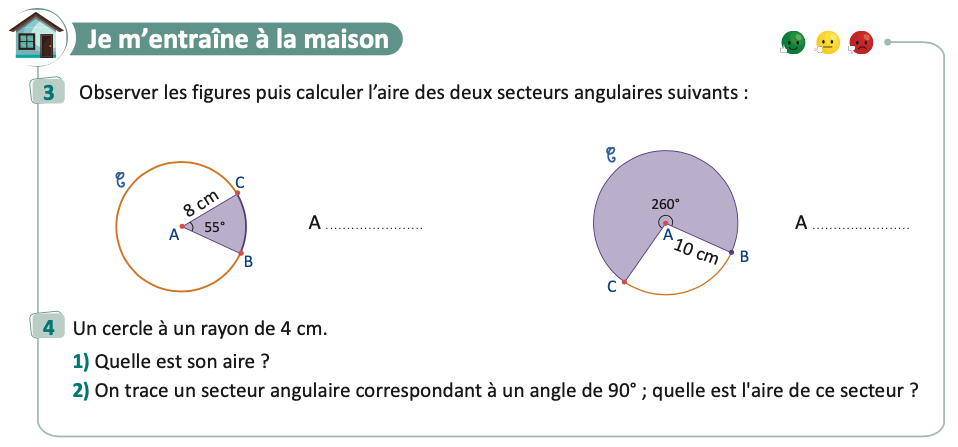 Je m'entraîne à la maison
3 Observer les figures puis calculer l'aire des deux secteurs angulaires suivants :
𝒞
C
8 cm
55°
A
B
A .......................
𝒞
260°
A
10 cm
B
C
A .......................
4 Un cercle à un rayon de 4 cm.
1) Quelle est son aire ?
2) On trace un secteur angulaire correspondant à un angle de 90° ; quelle est l'aire de ce secteur ?